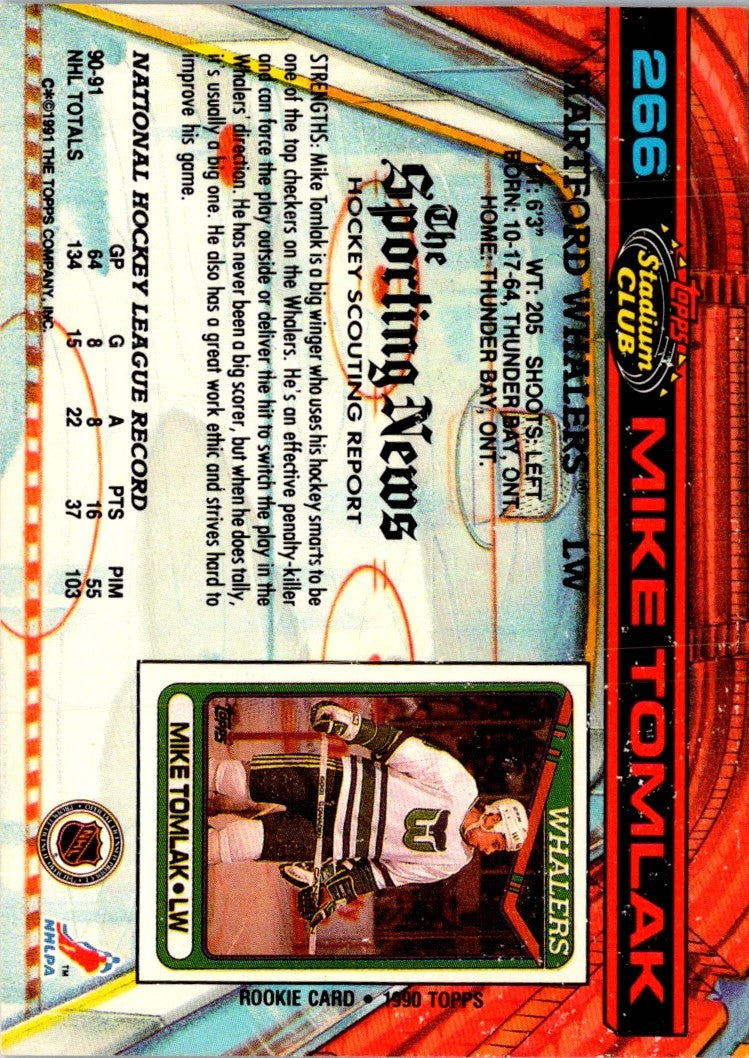 266
topps
Stadium
CLUB
MIKE TOMLAK
HARTFORD WHALERS® LW
HT: 6'3" WT: 205 SHOOTS: LEFT
BORN: 10-17-64, THUNDER BAY, ONT.
HOME: THUNDER BAY, ONT.
The
Sporting News
HOCKEY SCOUTING REPORT
STRENGTHS: Mike Tomlak is a big winger who uses his hockey smarts to be
one of the top checkers on the Whalers. He's an effective penalty-killer
and can force the play outside or deliver the hit to switch the play in the
Whalers' direction. He has never been a big scorer, but when he does tally,
it's usually a big one. He also has a great work ethic and strives hard to
improve his game.
NATIONAL HOCKEY LEAGUE RECORD
GP G A PTS PIM
90-91 64 8 8 16 55
NHL TOTALS 134 15 22 37 103
C*©1991 THE TOPPS COMPANY, INC.
WHALERS
topps
MIKE TOMLAK • LW
ROOKIE CARD • 1990 TOPPS
NHL
NHLPA™